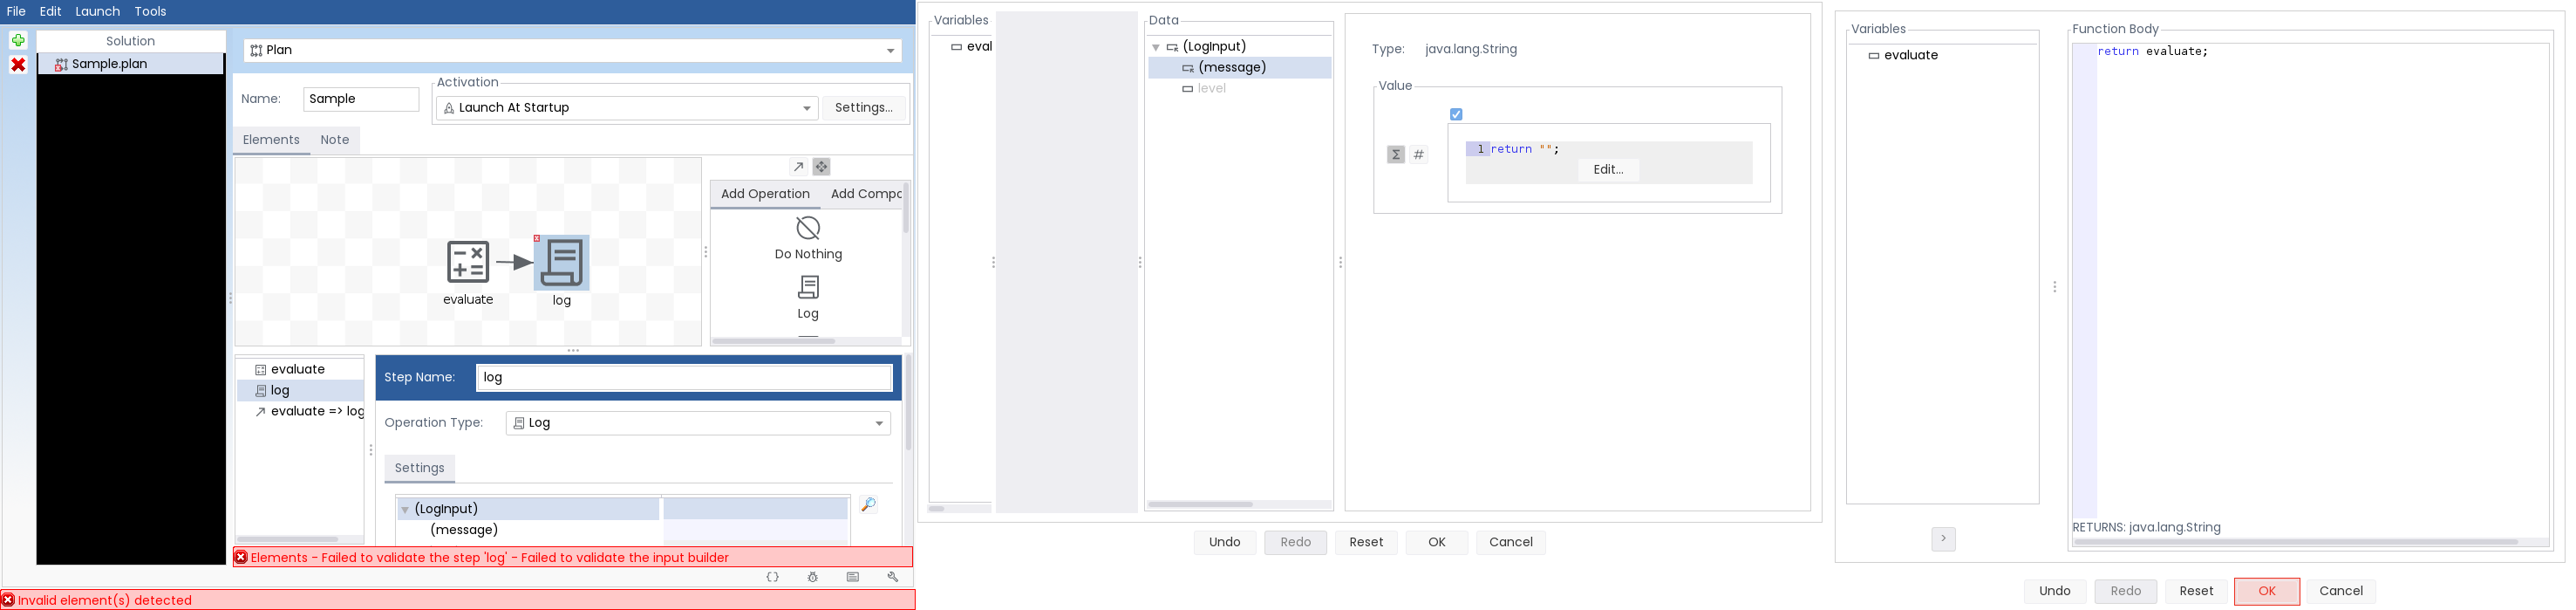 File Edit Launch Tools
Solution
Sample.plan
Plan
Name: Sample
Activation
Launch At Startup
Settings...
Elements Note
evaluate
log
Add Operation Add Compo
Do Nothing
Log
evaluate
log
evaluate => log
Step Name: log
Operation Type: Log
Settings
(LogInput)
(message)
Elements - Failed to validate the step 'log' - Failed to validate the input builder
Invalid element(s) detected
Variables
eval
Data
(LogInput)
(message)
level
Type: java.lang.String
Value
Σ #
1 return "";
Edit...
Undo Redo Reset OK Cancel
Variables
evaluate
>
Function Body
return evaluate;
RETURNS: java.lang.String
Undo Redo Reset OK Cancel